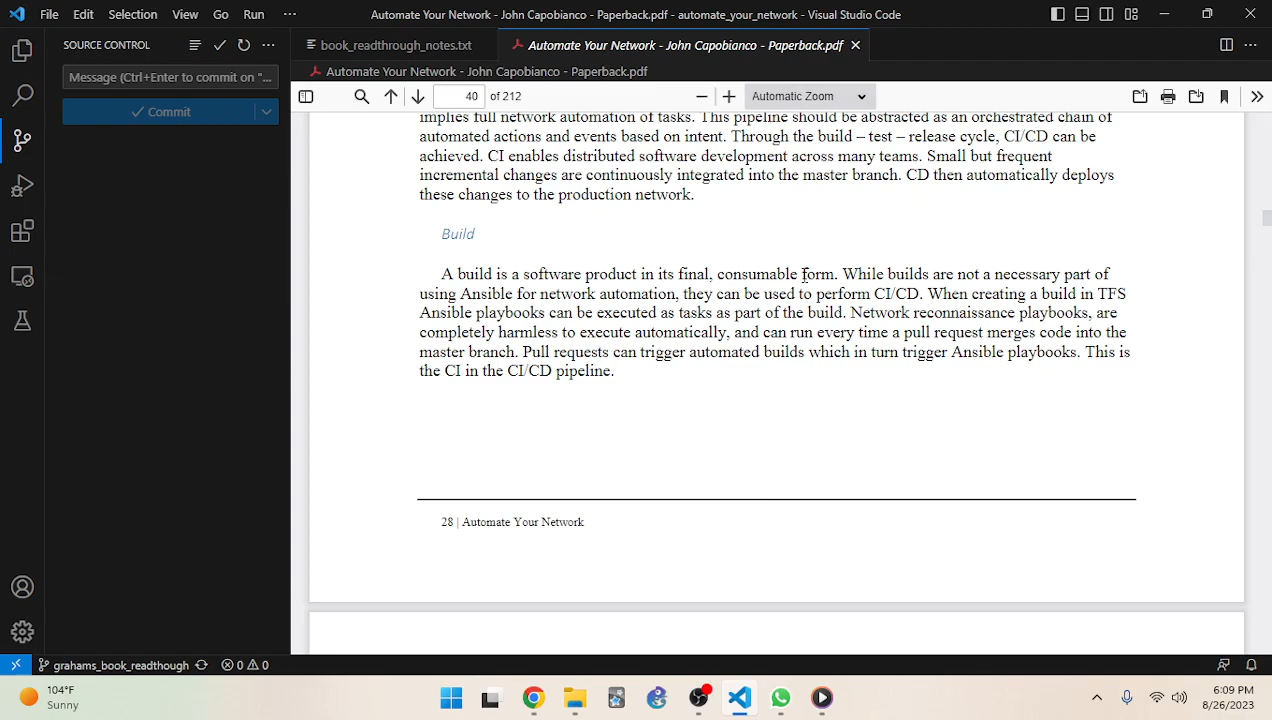 File Edit Selection View Go Run ··· Automate Your Network - John Capobianco - Paperback.pdf - automate_your_network - Visual Studio Code
SOURCE CONTROL
Message (Ctrl+Enter to commit on "...
Commit
book_readthrough_notes.txt
Automate Your Network - John Capobianco - Paperback.pdf
Automate Your Network - John Capobianco - Paperback.pdf
40 of 212 Automatic Zoom
implies full network automation of tasks. This pipeline should be abstracted as an orchestrated chain of
automated actions and events based on intent. Through the build – test – release cycle, CI/CD can be
achieved. CI enables distributed software development across many teams. Small but frequent
incremental changes are continuously integrated into the master branch. CD then automatically deploys
these changes to the production network.
Build
A build is a software product in its final, consumable form. While builds are not a necessary part of
using Ansible for network automation, they can be used to perform CI/CD. When creating a build in TFS
Ansible playbooks can be executed as tasks as part of the build. Network reconnaissance playbooks, are
completely harmless to execute automatically, and can run every time a pull request merges code into the
master branch. Pull requests can trigger automated builds which in turn trigger Ansible playbooks. This is
the CI in the CI/CD pipeline.
28 | Automate Your Network
grahams_book_readthough 0 0
104°F
Sunny
6:09 PM
8/26/2023